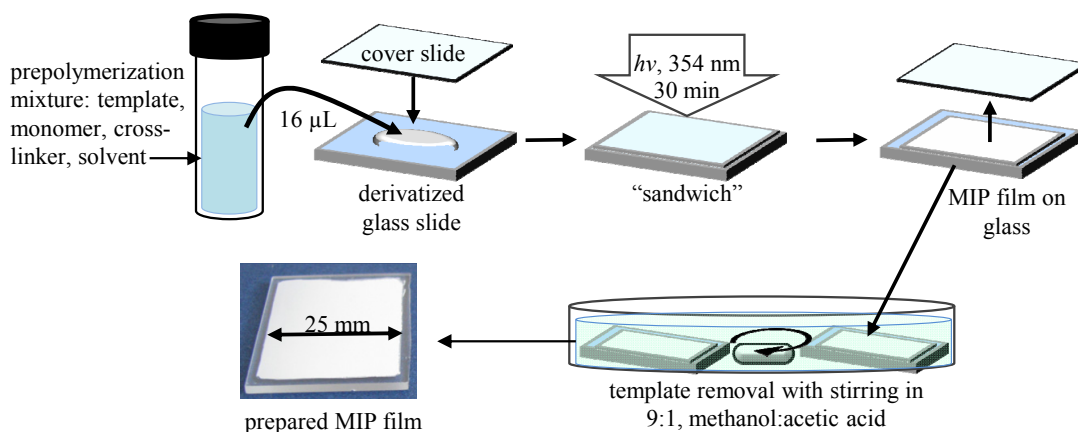 prepolymerization
mixture: template,
monomer, cross-
linker, solvent
16 µL
cover slide
derivatized
glass slide
hν, 354 nm
30 min
“sandwich”
MIP film on
glass
template removal with stirring in
9:1, methanol:acetic acid
25 mm
prepared MIP film